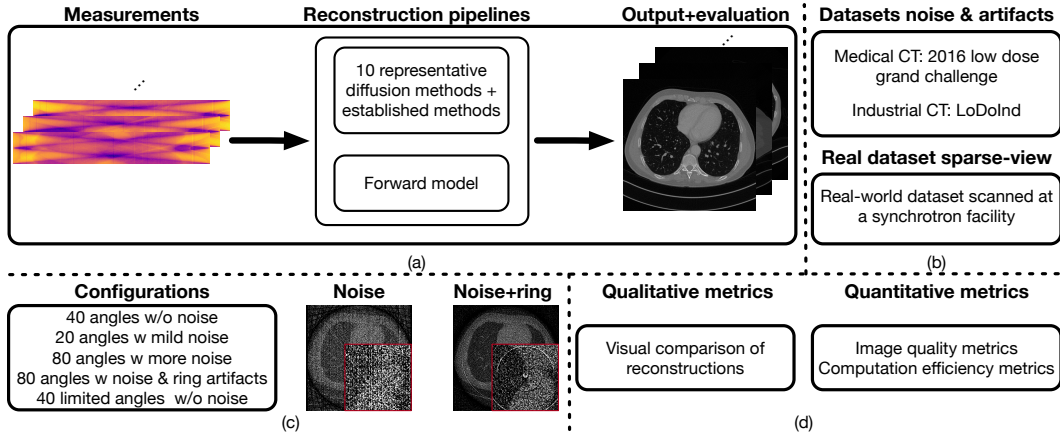 Measurements
Reconstruction pipelines
Output+evaluation
10 representative
diffusion methods +
established methods
Forward model
(a)
Datasets noise & artifacts
Medical CT: 2016 low dose
grand challenge
Industrial CT: LoDoInd
Real dataset sparse-view
Real-world dataset scanned at
a synchrotron facility
(b)
Configurations
40 angles w/o noise
20 angles w mild noise
80 angles w more noise
80 angles w noise & ring artifacts
40 limited angles w/o noise
Noise
Noise+ring
(c)
Qualitative metrics
Visual comparison of
reconstructions
Quantitative metrics
Image quality metrics
Computation efficiency metrics
(d)